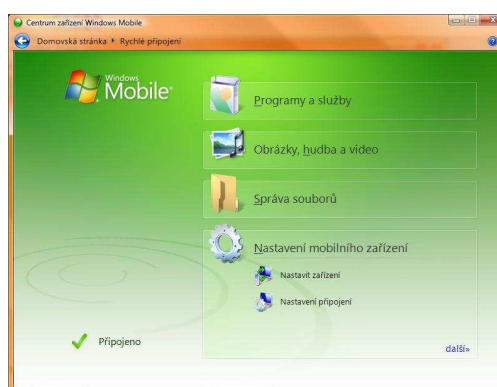 Centrum zařízení Windows Mobile
Domovská stránka ▸ Rychlé připojení
Windows
Mobile®
Programy a služby
Obrázky, hudba a video
Správa souborů
Nastavení mobilního zařízení
Nastavit zařízení
Nastavení připojení
Připojeno
další»